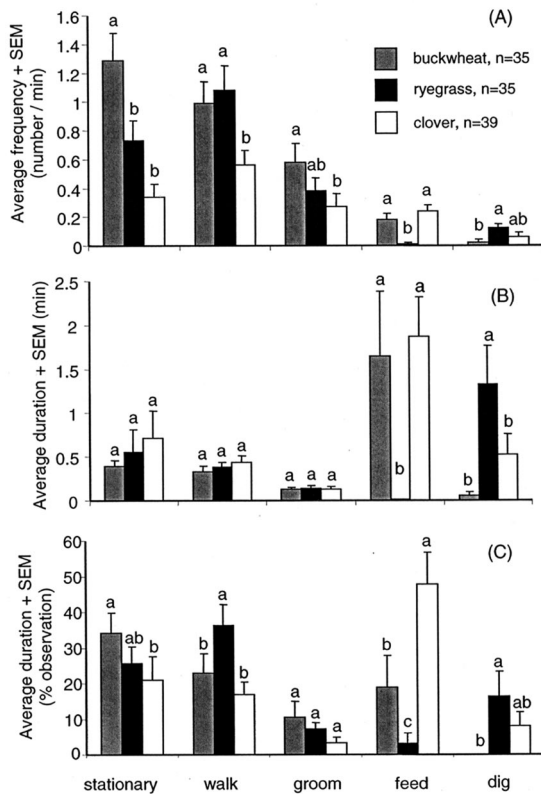 (A)
Average frequency + SEM
(number / min)
1.6
1.4
1.2
1
0.8
0.6
0.4
0.2
0
buckwheat, n=35
ryegrass, n=35
clover, n=39
a
b
b
a
a
b
a
ab
b
a
b
a
b
a
ab
(B)
Average duration + SEM (min)
2.5
2
1.5
1
0.5
0
a
a
a
a
a
a
a
a
a
a
b
a
b
a
b
(C)
Average duration + SEM
(% observation)
60
50
40
30
20
10
0
a
ab
b
b
a
b
a
a
a
b
c
a
b
a
ab
stationary
walk
groom
feed
dig